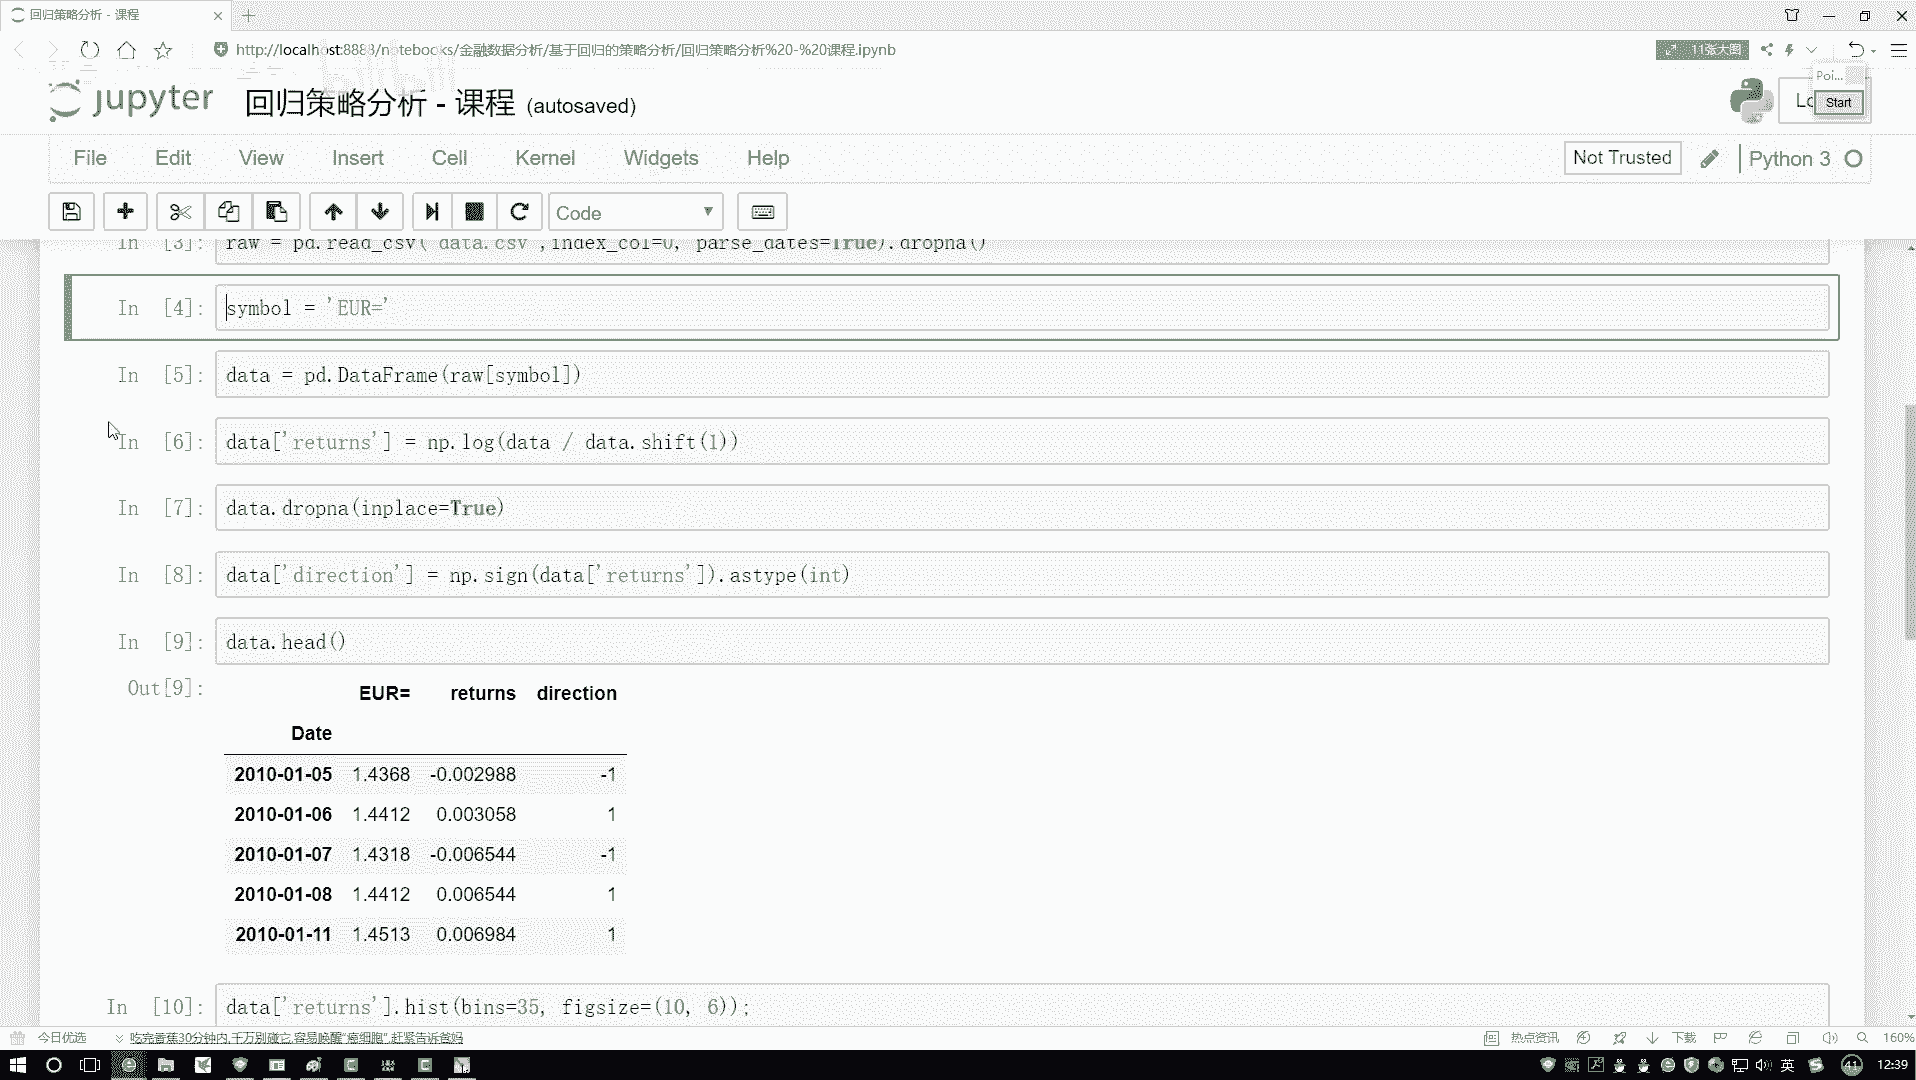 回归策略分析 - 课程
http://localhost:8888/notebooks/金融数据分析/基于回归的策略分析/回归策略分析%20-%20课程.ipynb
11张大图
Poi...
jupyter 回归策略分析 - 课程 (autosaved)
Start
File Edit View Insert Cell Kernel Widgets Help
Not Trusted
Python 3
Code
In [3]: raw = pd.read_csv('data.csv',index_col=0, parse_dates=True).dropna()
In [4]: symbol = 'EUR='
In [5]: data = pd.DataFrame(raw[symbol])
In [6]: data['returns'] = np.log(data / data.shift(1))
In [7]: data.dropna(inplace=True)
In [8]: data['direction'] = np.sign(data['returns']).astype(int)
In [9]: data.head()
Out[9]:
EUR= returns direction
Date
2010-01-05 1.4368 -0.002988 -1
2010-01-06 1.4412 0.003058 1
2010-01-07 1.4318 -0.006544 -1
2010-01-08 1.4412 0.006544 1
2010-01-11 1.4513 0.006984 1
In [10]: data['returns'].hist(bins=35, figsize=(10, 6));
今日优选
吃完香蕉30分钟内,千万别碰它,容易唤醒"癌细胞",赶紧告诉爸妈
热点资讯
下载
160%
英
41
12:39